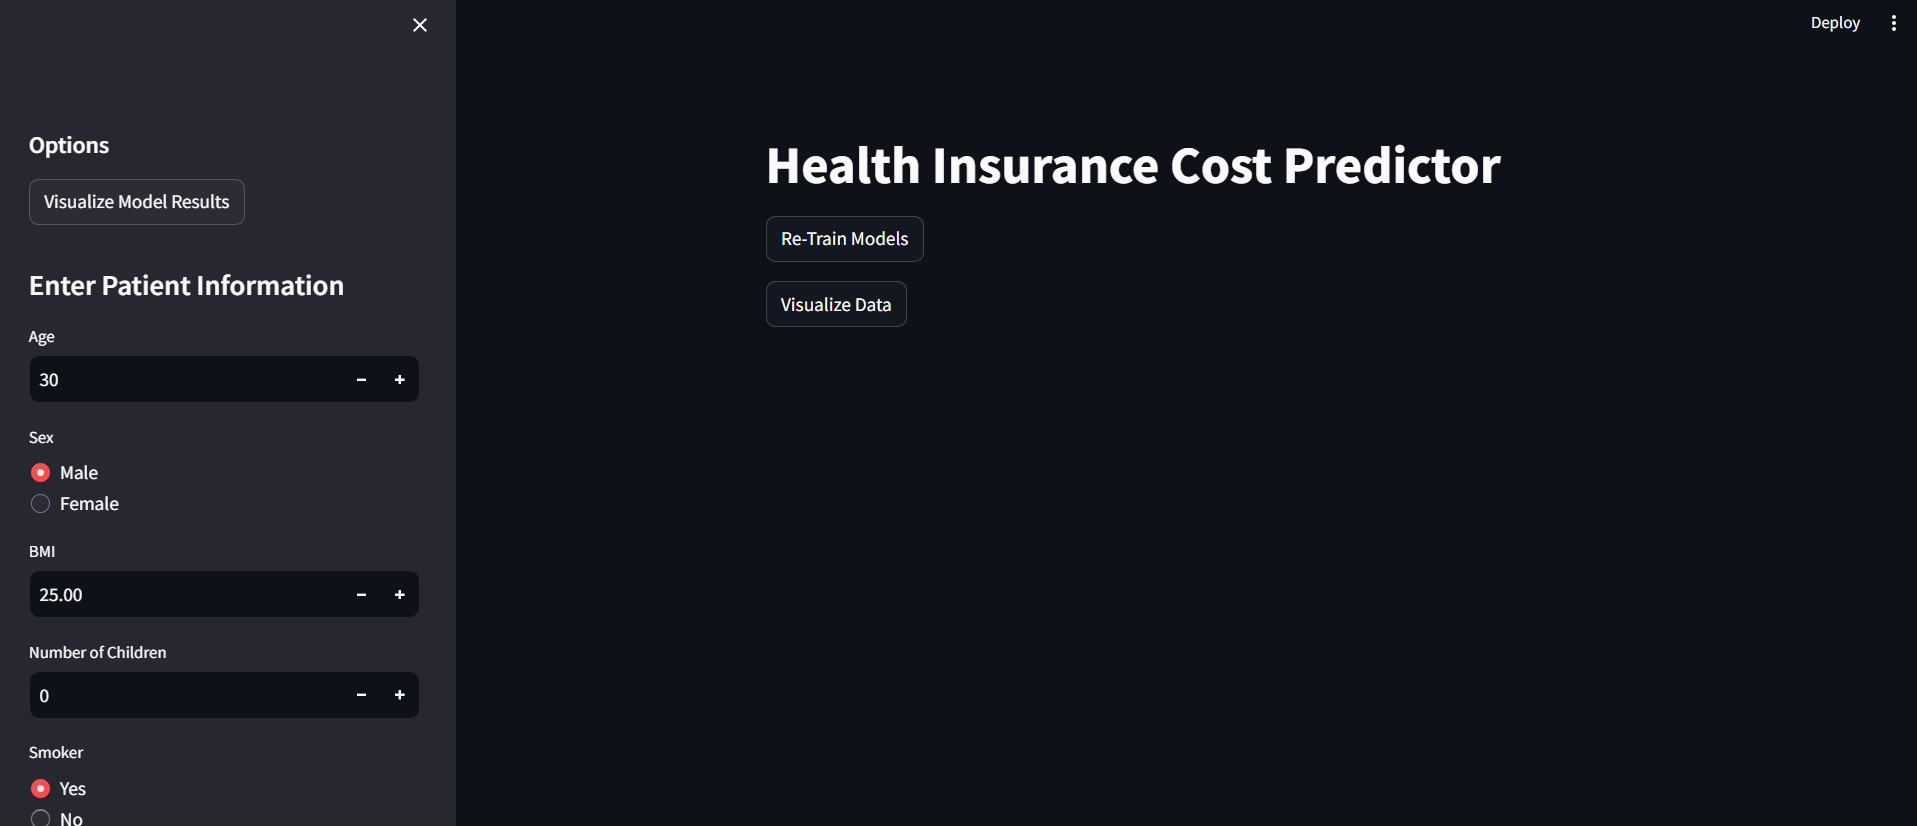 Options
Visualize Model Results
Enter Patient Information
Age
30
Sex
Male
Female
BMI
25.00
Number of Children
0
Smoker
Yes
No
Deploy
Health Insurance Cost Predictor
Re-Train Models
Visualize Data